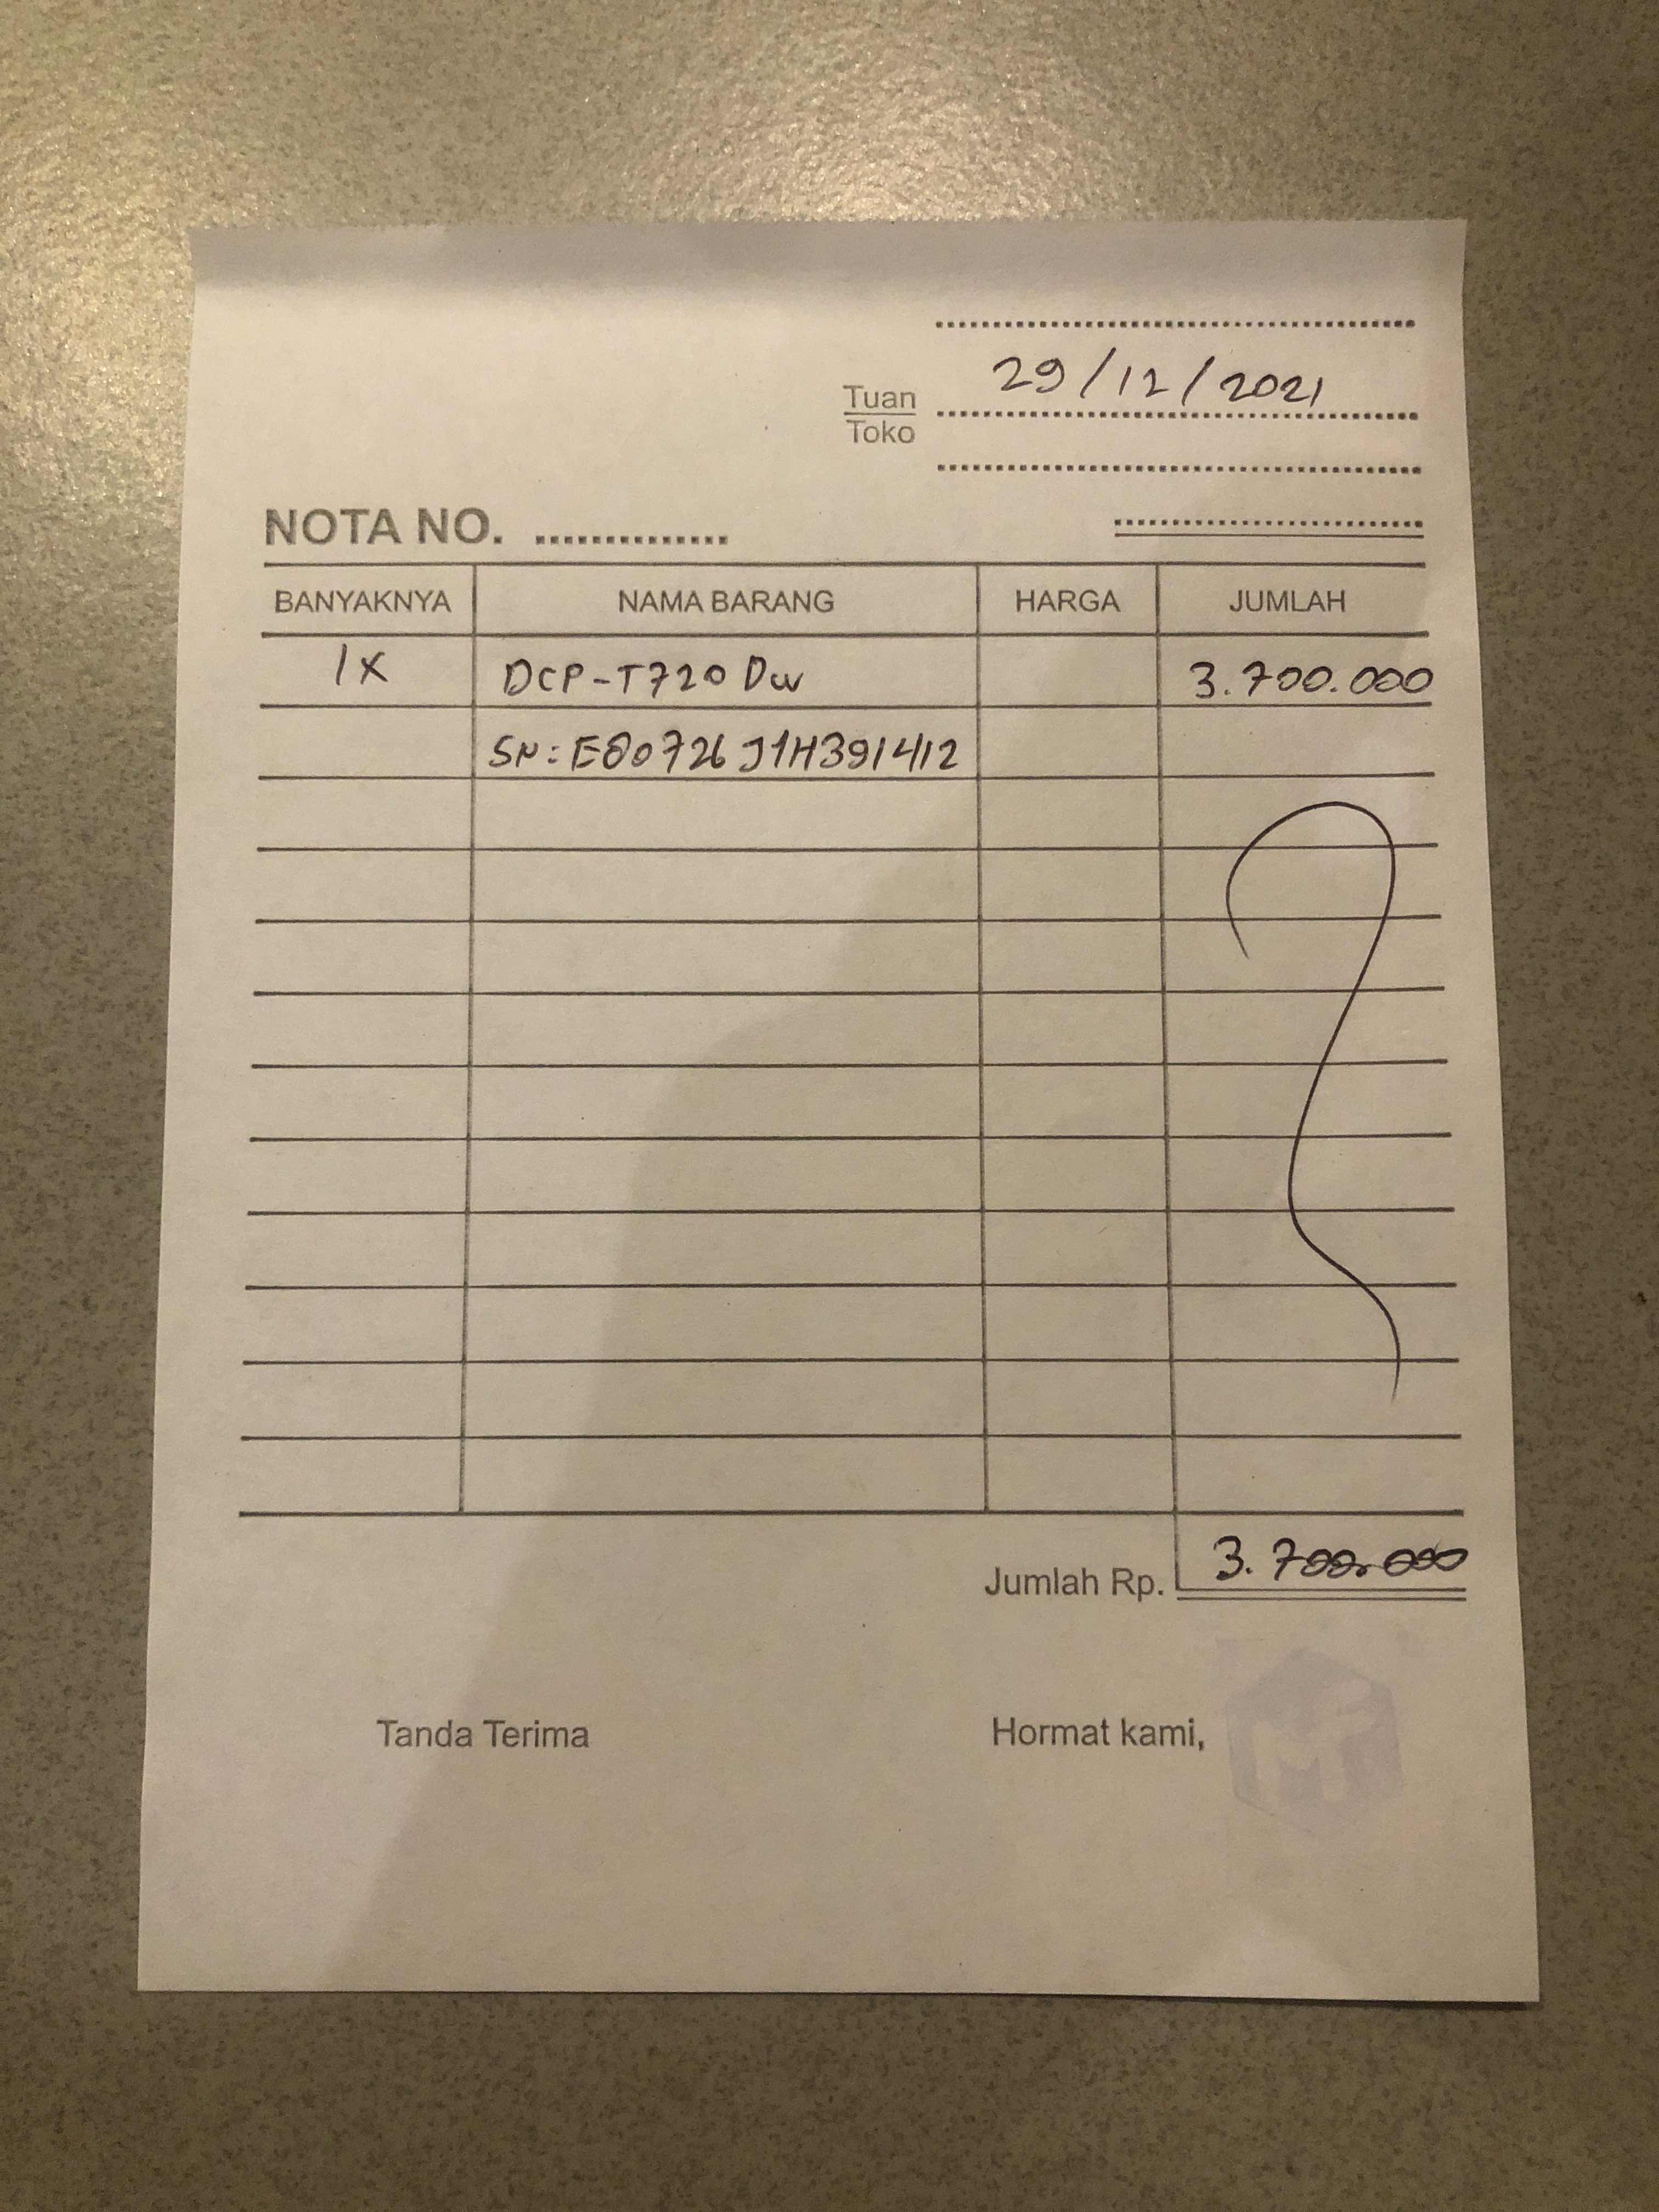 29/12/2021
Tuan
Toko
NOTA NO. ..............
BANYAKNYA NAMA BARANG HARGA JUMLAH
1x DCP-T720 Dw 3.700.000
SN: E80726J1H391412
Jumlah Rp. 3.700.000
Tanda Terima Hormat kami,